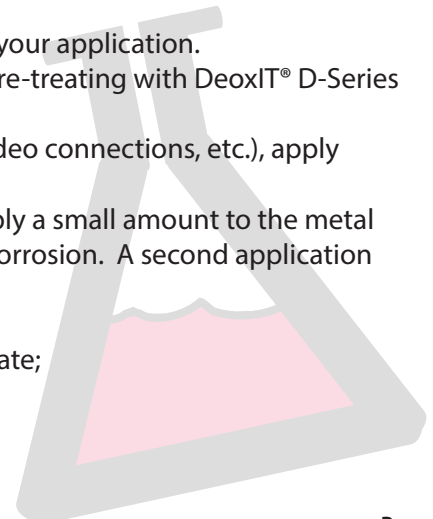 your application.
re-treating with DeoxIT® D-Series
deo connections, etc.), apply
ply a small amount to the metal
orrosion. A second application
ate;